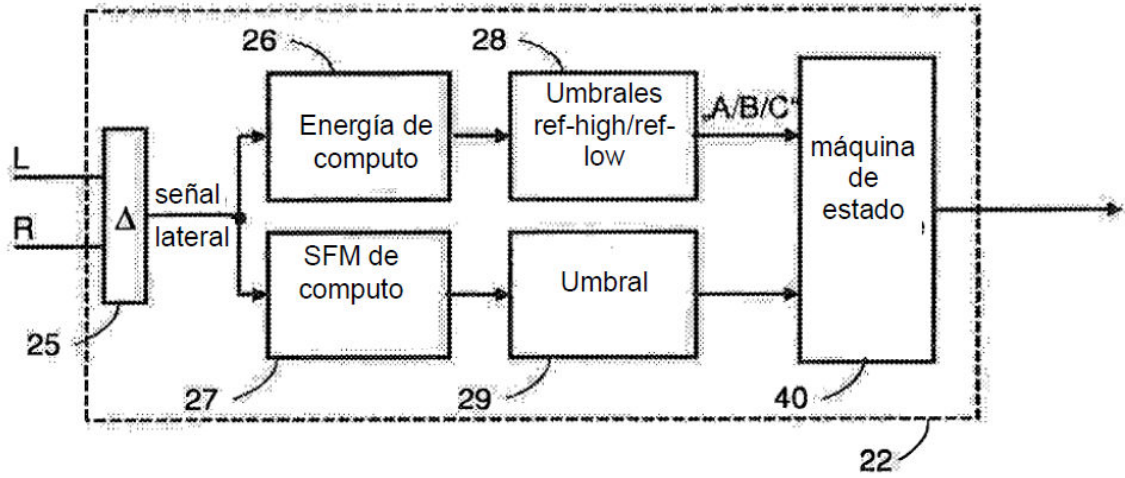 26
28
Energía de
computo
Umbrales
ref-high/ref-
low
„A/B/C“
máquina
de
estado
L
R
Δ
señal
lateral
SFM de
computo
Umbral
25
27
29
40
22